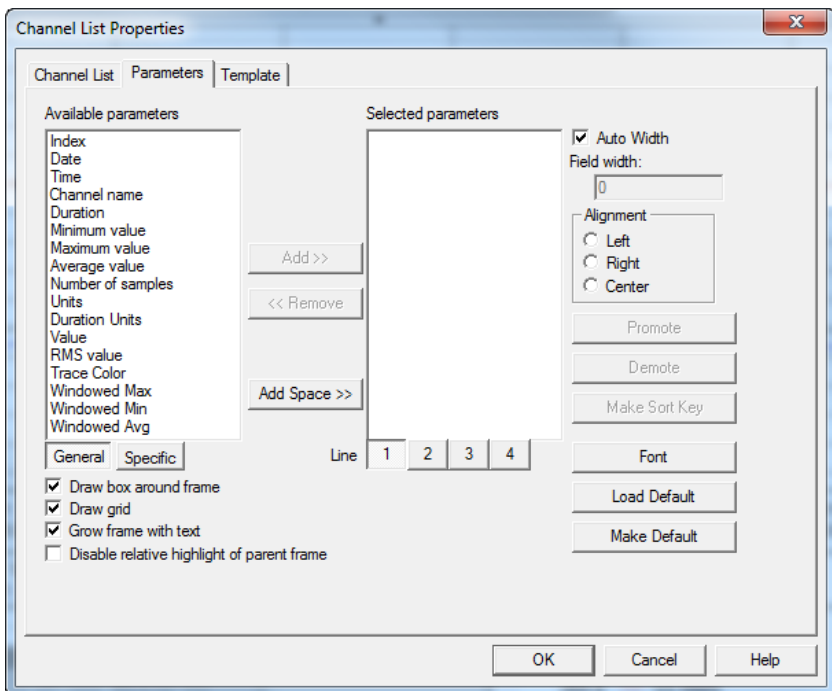 Channel List Properties
Channel List Parameters Template
Available parameters
Index
Date
Time
Channel name
Duration
Minimum value
Maximum value
Average value
Number of samples
Units
Duration Units
Value
RMS value
Trace Color
Windowed Max
Windowed Min
Windowed Avg
General Specific
Add >>
<< Remove
Add Space >>
Selected parameters
Line 1 2 3 4
Auto Width
Field width:
0
Alignment
Left
Right
Center
Promote
Demote
Make Sort Key
Font
Load Default
Make Default
Draw box around frame
Draw grid
Grow frame with text
Disable relative highlight of parent frame
OK Cancel Help